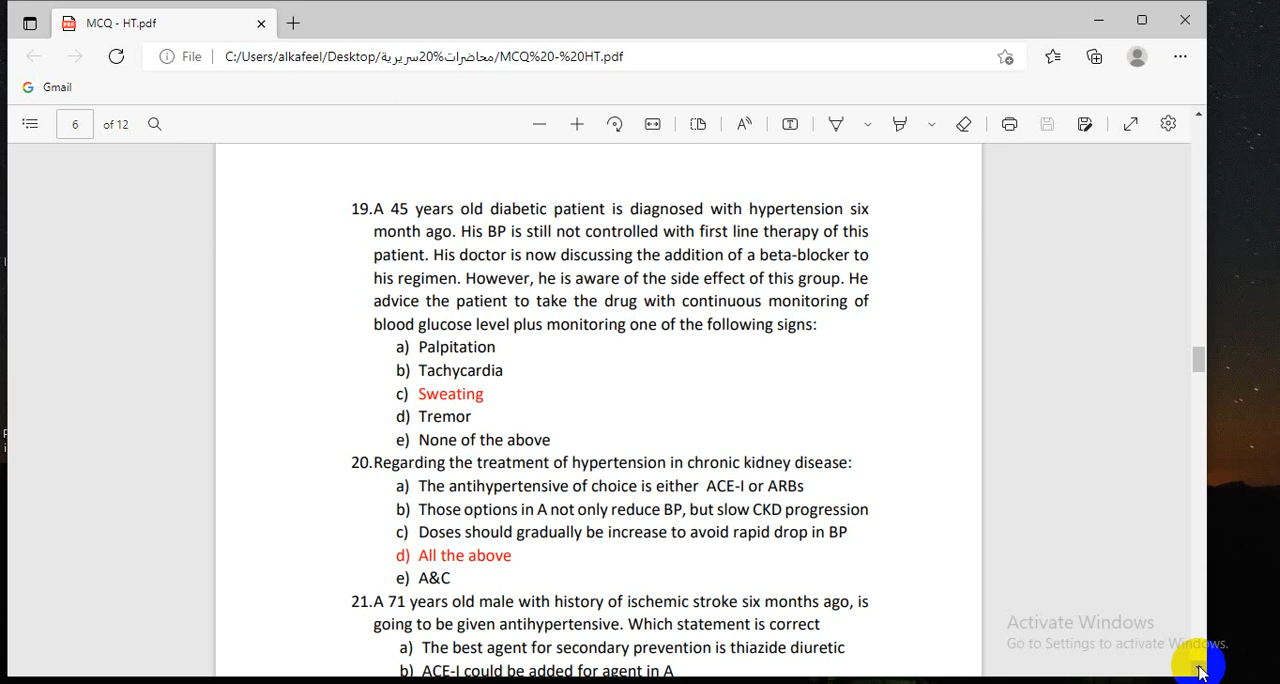 MCQ - HT.pdf
File C:/Users/alkafeel/Desktop/محاضرات%20سريرية/MCQ%20-%20HT.pdf
Gmail
6 of 12
19.A 45 years old diabetic patient is diagnosed with hypertension six
month ago. His BP is still not controlled with first line therapy of this
patient. His doctor is now discussing the addition of a beta-blocker to
his regimen. However, he is aware of the side effect of this group. He
advice the patient to take the drug with continuous monitoring of
blood glucose level plus monitoring one of the following signs:
a) Palpitation
b) Tachycardia
c) Sweating
d) Tremor
e) None of the above
20.Regarding the treatment of hypertension in chronic kidney disease:
a) The antihypertensive of choice is either ACE-I or ARBs
b) Those options in A not only reduce BP, but slow CKD progression
c) Doses should gradually be increase to avoid rapid drop in BP
d) All the above
e) A&C
21.A 71 years old male with history of ischemic stroke six months ago, is
going to be given antihypertensive. Which statement is correct
a) The best agent for secondary prevention is thiazide diuretic
b) ACE-I could be added for agent in A
Activate Windows
Go to Settings to activate Windows.